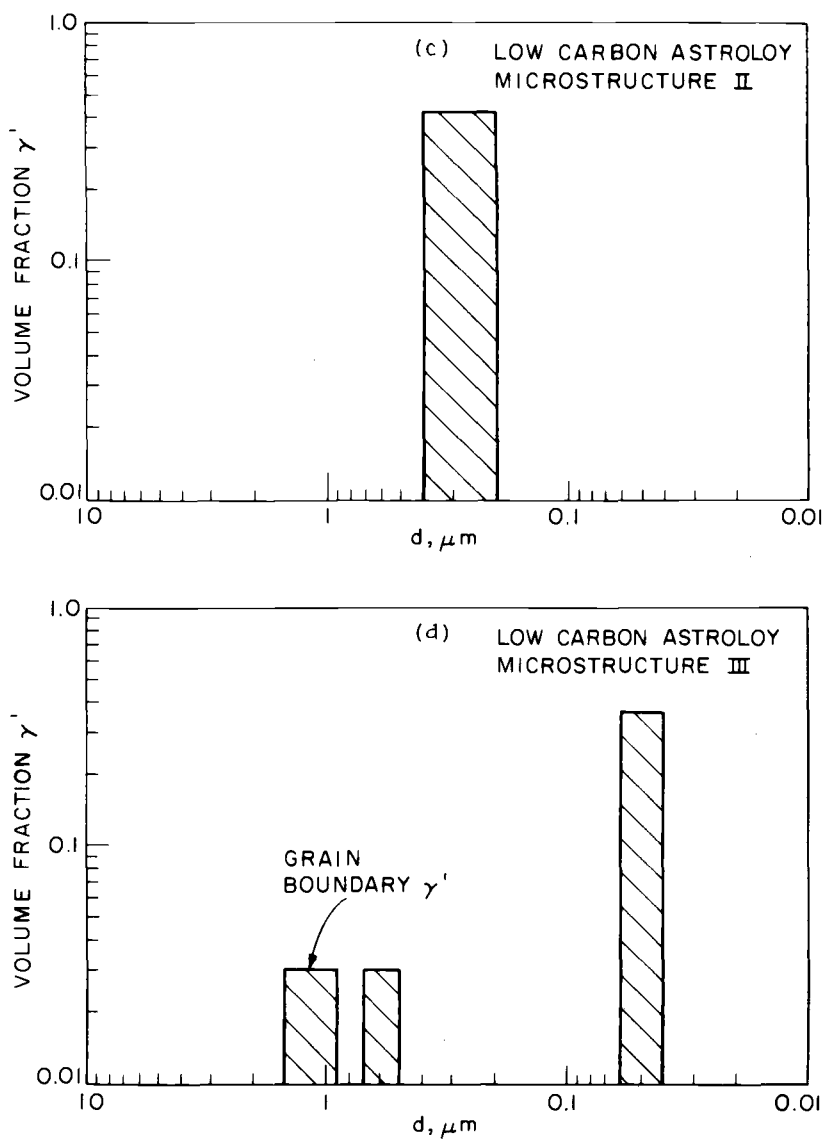 (c) LOW CARBON ASTROLOY
MICROSTRUCTURE II
VOLUME FRACTION γ'
1.0
0.1
0.01
10 1 0.1 0.01
d, μm
(d) LOW CARBON ASTROLOY
MICROSTRUCTURE III
VOLUME FRACTION γ'
1.0
0.1
0.01
GRAIN
BOUNDARY γ'
10 1 0.1 0.01
d, μm